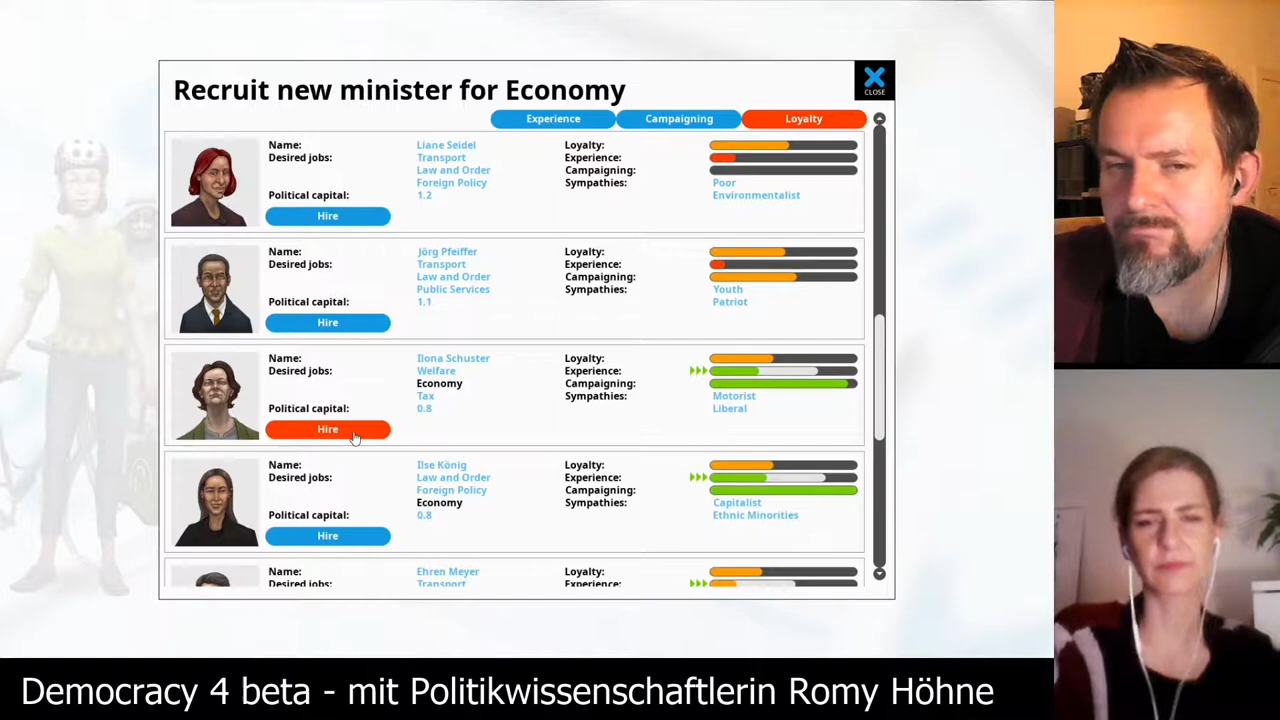 Recruit new minister for Economy
CLOSE
Experience Campaigning Loyalty
Name: Liane Seidel Loyalty:
Desired jobs: Transport Experience:
Law and Order Campaigning:
Foreign Policy Sympathies: Poor
Political capital: 1.2 Environmentalist
Hire
Name: Jörg Pfeiffer Loyalty:
Desired jobs: Transport Experience:
Law and Order Campaigning:
Public Services Sympathies: Youth
Political capital: 1.1 Patriot
Hire
Name: Ilona Schuster Loyalty:
Desired jobs: Welfare Experience:
Economy Campaigning:
Tax Sympathies: Motorist
Political capital: 0.8 Liberal
Hire
Name: Ilse König Loyalty:
Desired jobs: Law and Order Experience:
Foreign Policy Campaigning:
Economy Sympathies: Capitalist
Political capital: 0.8 Ethnic Minorities
Hire
Name: Ehren Meyer Loyalty:
Desired jobs: Transport Experience:
Democracy 4 beta - mit Politikwissenschaftlerin Romy Höhne